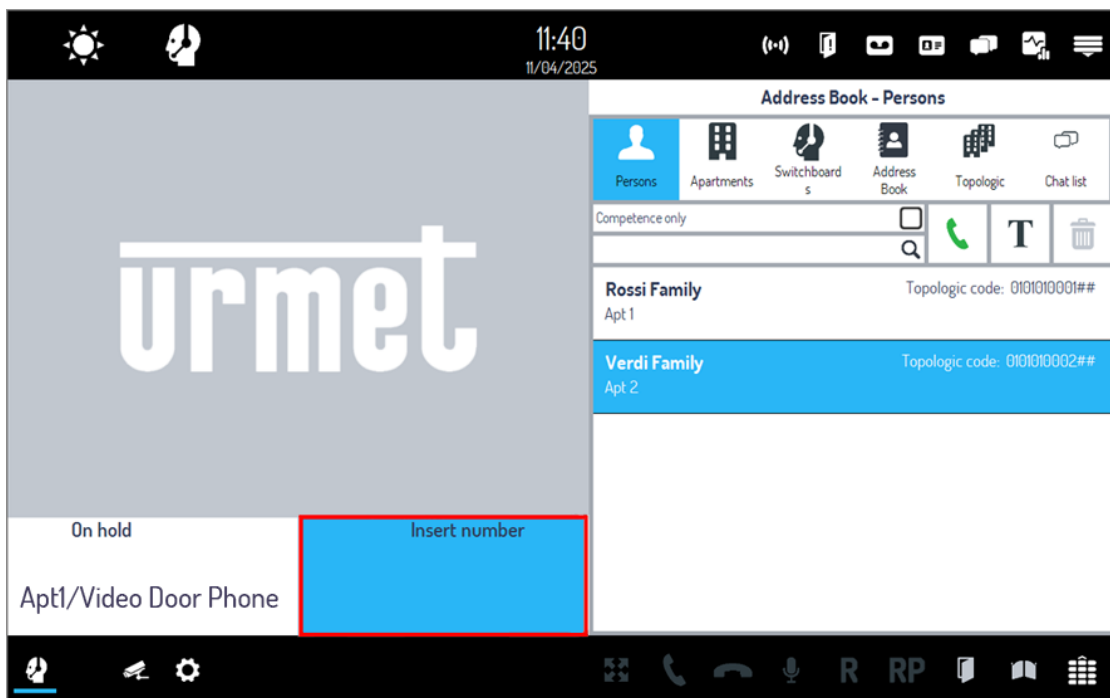 11:40
11/04/2025
Address Book - Persons
Persons
Apartments
Switchboard
s
Address
Book
Topologic
Chat list
Competence only
T
Rossi Family
Topologic code: 0101010001##
Apt 1
Verdi Family
Topologic code: 0101010002##
Apt 2
urmet
On hold
Insert number
Apt1/Video Door Phone
R
RP